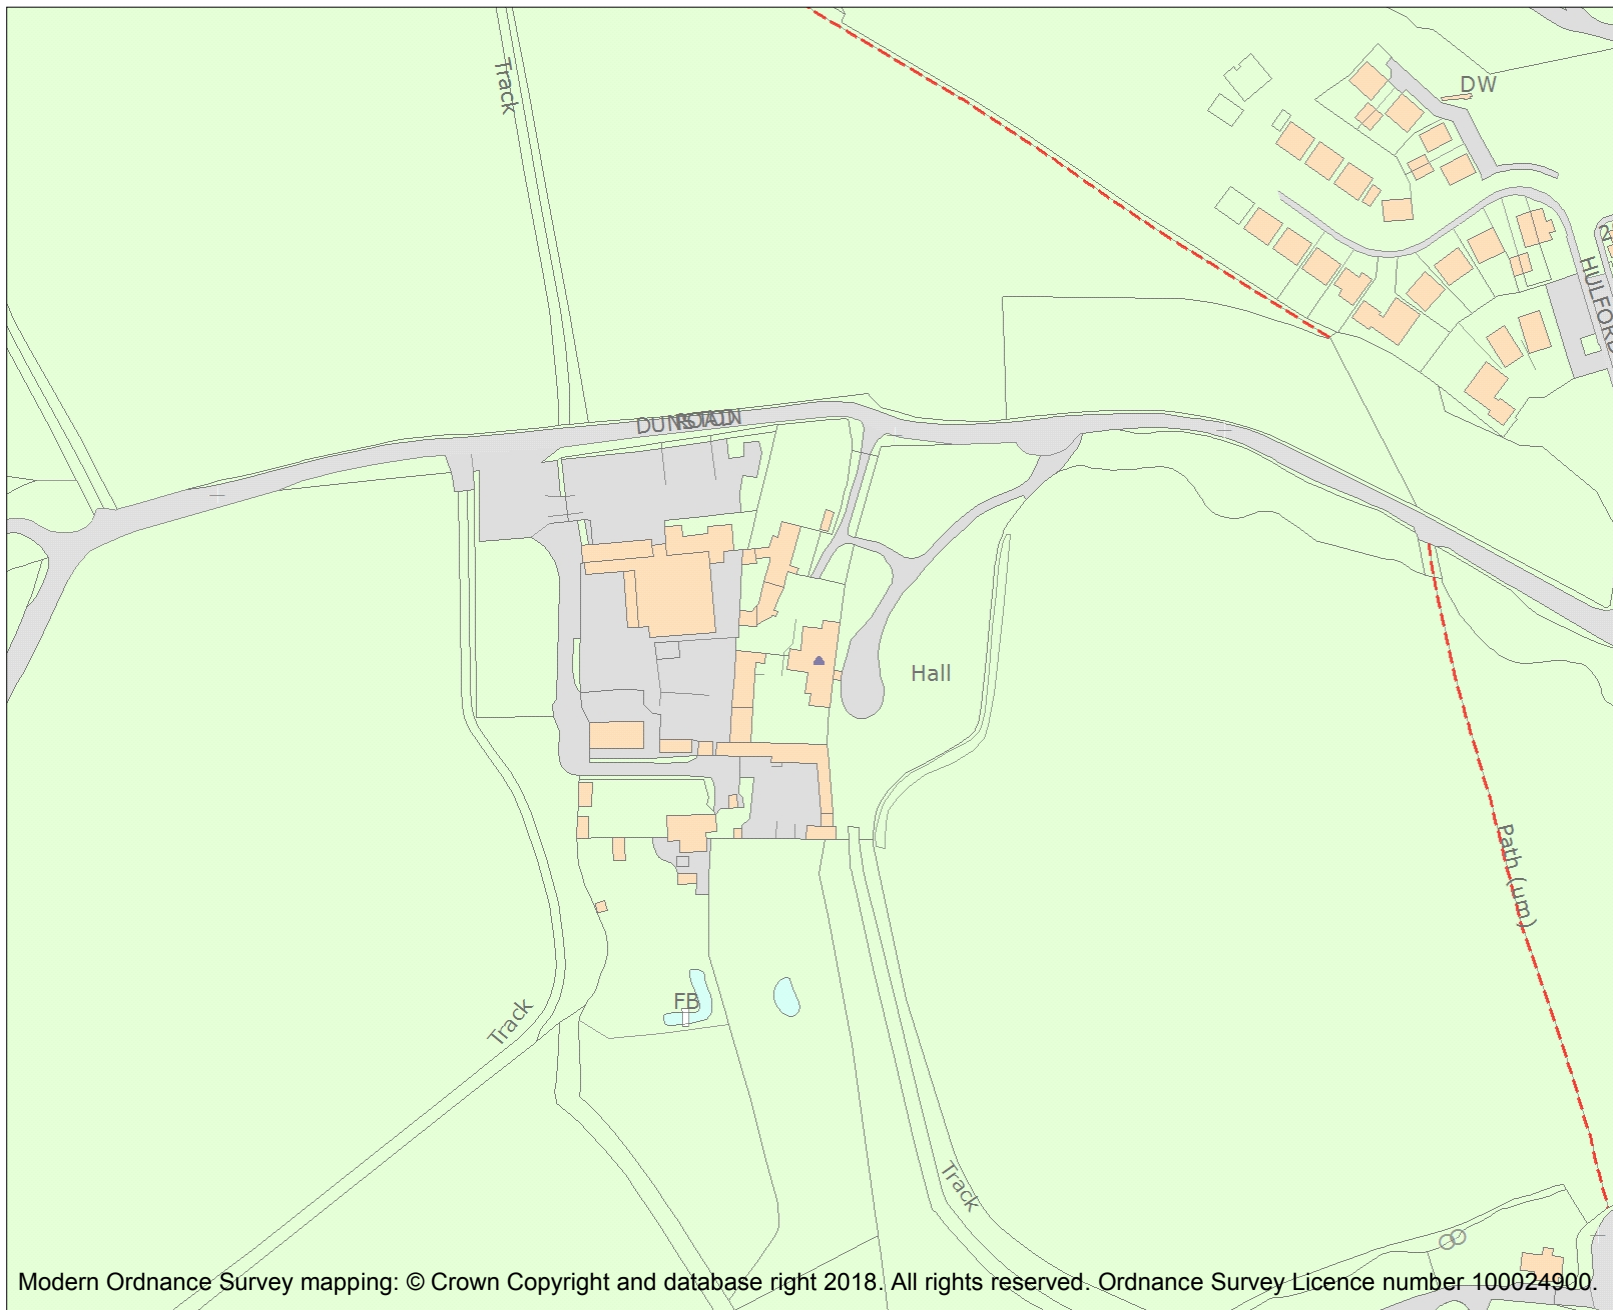 Track
DW
HULFORD
DUNSTAN
ROAD
Hall
Path (um)
FB
Track
Track
Modern Ordnance Survey mapping: © Crown Copyright and database right 2018. All rights reserved. Ordnance Survey Licence number 100024900.